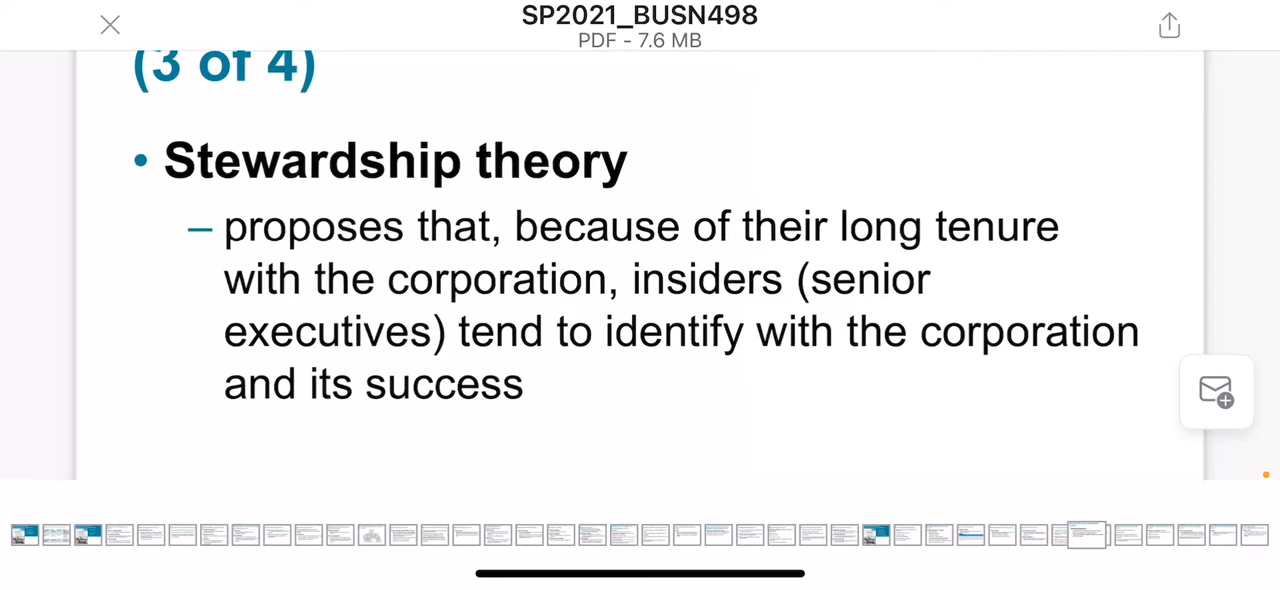 SP2021_BUSN498
PDF - 7.6 MB
(3 of 4)
• Stewardship theory
– proposes that, because of their long tenure
with the corporation, insiders (senior
executives) tend to identify with the corporation
and its success